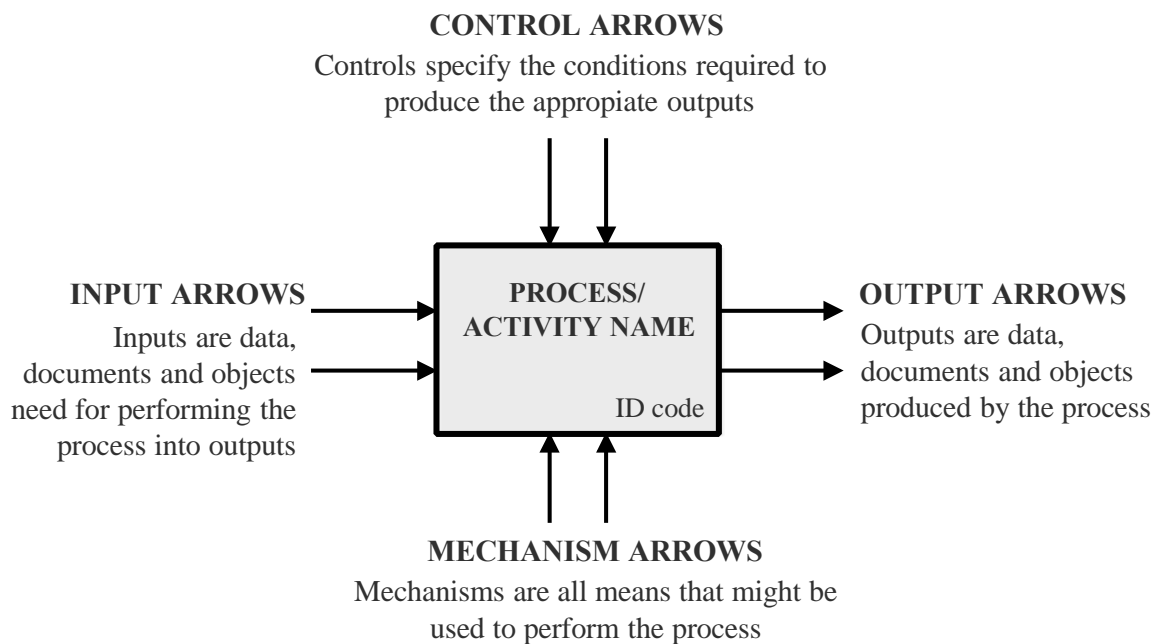 CONTROL ARROWS
Controls specify the conditions required to
produce the appropiate outputs
INPUT ARROWS
Inputs are data,
documents and objects
need for performing the
process into outputs
PROCESS/
ACTIVITY NAME
ID code
OUTPUT ARROWS
Outputs are data,
documents and objects
produced by the process
MECHANISM ARROWS
Mechanisms are all means that might be
used to perform the process